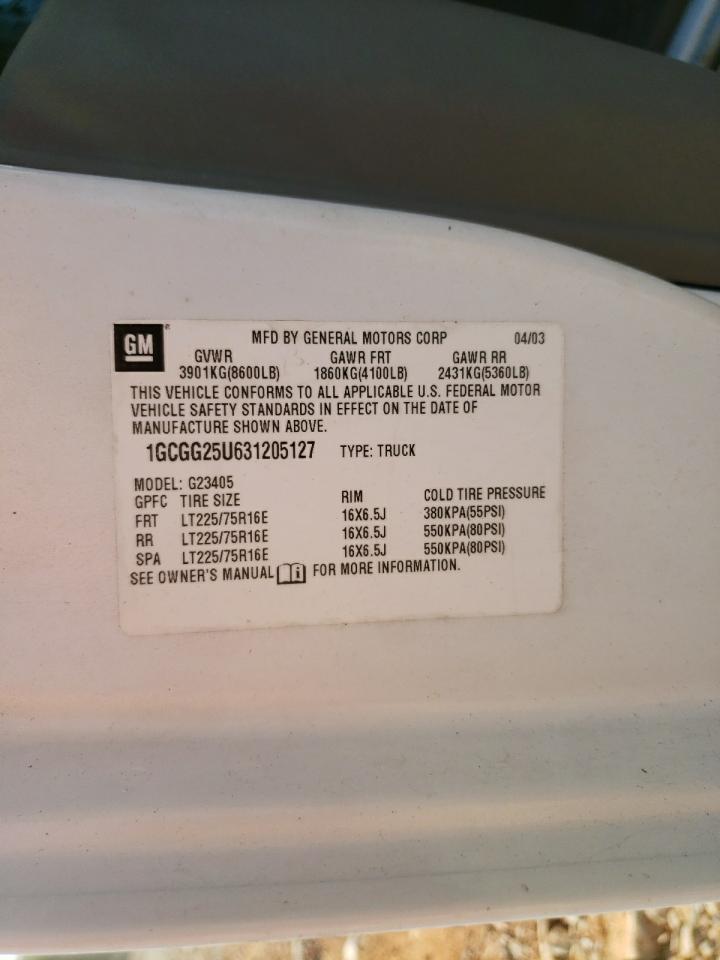 GM MFD BY GENERAL MOTORS CORP 04/03
GVWR GAWR FRT GAWR RR
3901KG(8600LB) 1860KG(4100LB) 2431KG(5360LB)
THIS VEHICLE CONFORMS TO ALL APPLICABLE U.S. FEDERAL MOTOR
VEHICLE SAFETY STANDARDS IN EFFECT ON THE DATE OF
MANUFACTURE SHOWN ABOVE.
1GCGG25U631205127 TYPE: TRUCK
MODEL: G23405
GPFC TIRE SIZE RIM COLD TIRE PRESSURE
FRT LT225/75R16E 16X6.5J 380KPA(55PSI)
RR LT225/75R16E 16X6.5J 550KPA(80PSI)
SPA LT225/75R16E 16X6.5J 550KPA(80PSI)
SEE OWNER'S MANUAL FOR MORE INFORMATION.